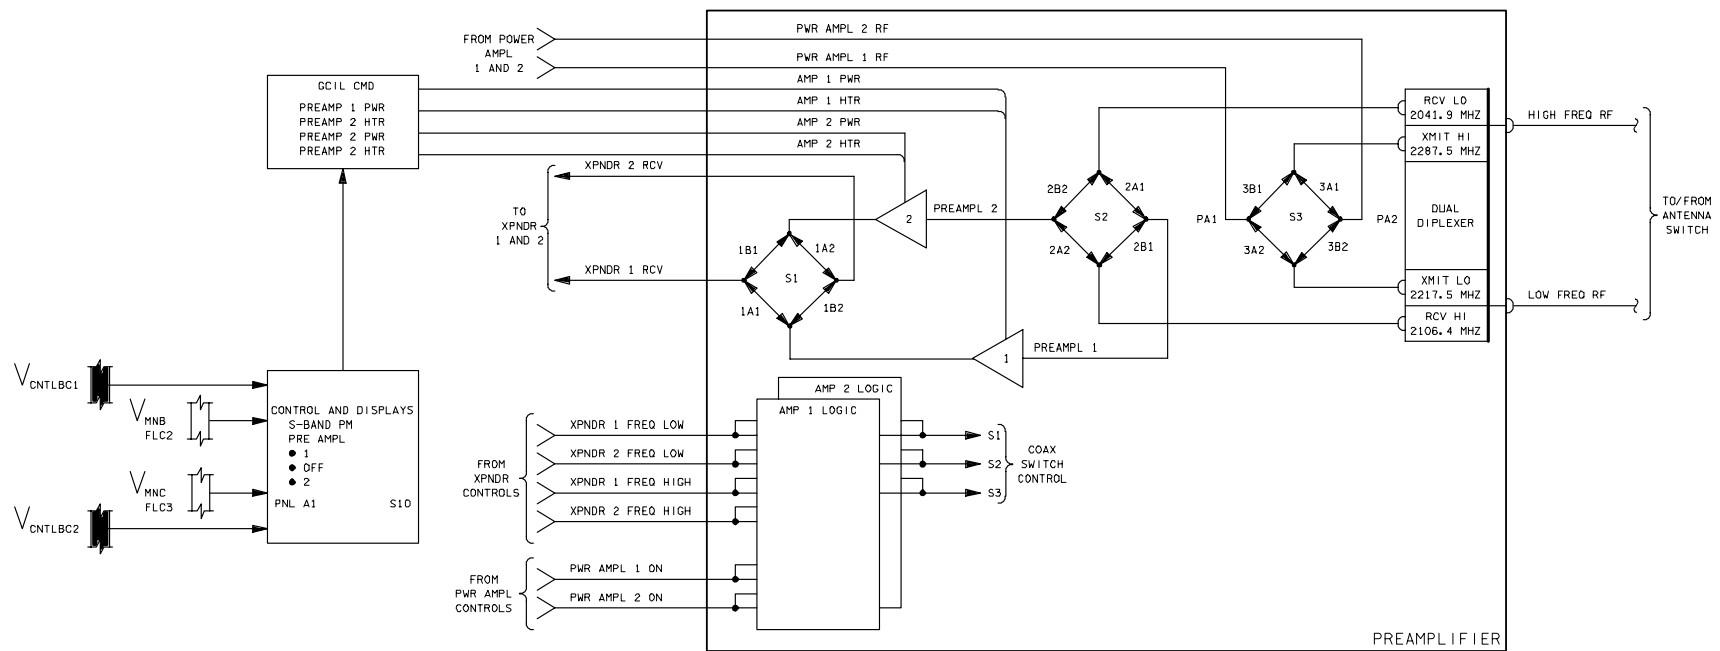 FROM POWER
AMPL
1 AND 2
PWR AMPL 2 RF
PWR AMPL 1 RF
AMP 1 PWR
AMP 1 HTR
AMP 2 PWR
AMP 2 HTR
GCIL CMD
PREAMP 1 PWR
PREAMP 2 HTR
PREAMP 2 PWR
PREAMP 2 HTR
XPNDR 2 RCV
TO
XPNDR
1 AND 2
XPNDR 1 RCV
1B1
1A2
S1
1A1
1B2
2
PREAMPL 2
1
PREAMPL 1
2B2
2A1
S2
2A2
2B1
PA1
3B1
3A1
S3
3A2
3B2
PA2
RCV LO
2041.9 MHZ
XMIT HI
2287.5 MHZ
DUAL
DIPLEXER
XMIT LO
2217.5 MHZ
RCV HI
2106.4 MHZ
HIGH FREQ RF
LOW FREQ RF
TO/FROM
ANTENNA
SWITCH
VCNTLBC1
VMNB
FLC2
VMNC
FLC3
VCNTLBC2
CONTROL AND DISPLAYS
S-BAND PM
PRE AMPL
● 1
● OFF
● 2
PNL A1
S10
AMP 2 LOGIC
AMP 1 LOGIC
FROM
XPNDR
CONTROLS
XPNDR 1 FREQ LOW
XPNDR 2 FREQ LOW
XPNDR 1 FREQ HIGH
XPNDR 2 FREQ HIGH
FROM
PWR AMPL
CONTROLS
PWR AMPL 1 ON
PWR AMPL 2 ON
S1
S2
S3
COAX
SWITCH
CONTROL
PREAMPLIFIER